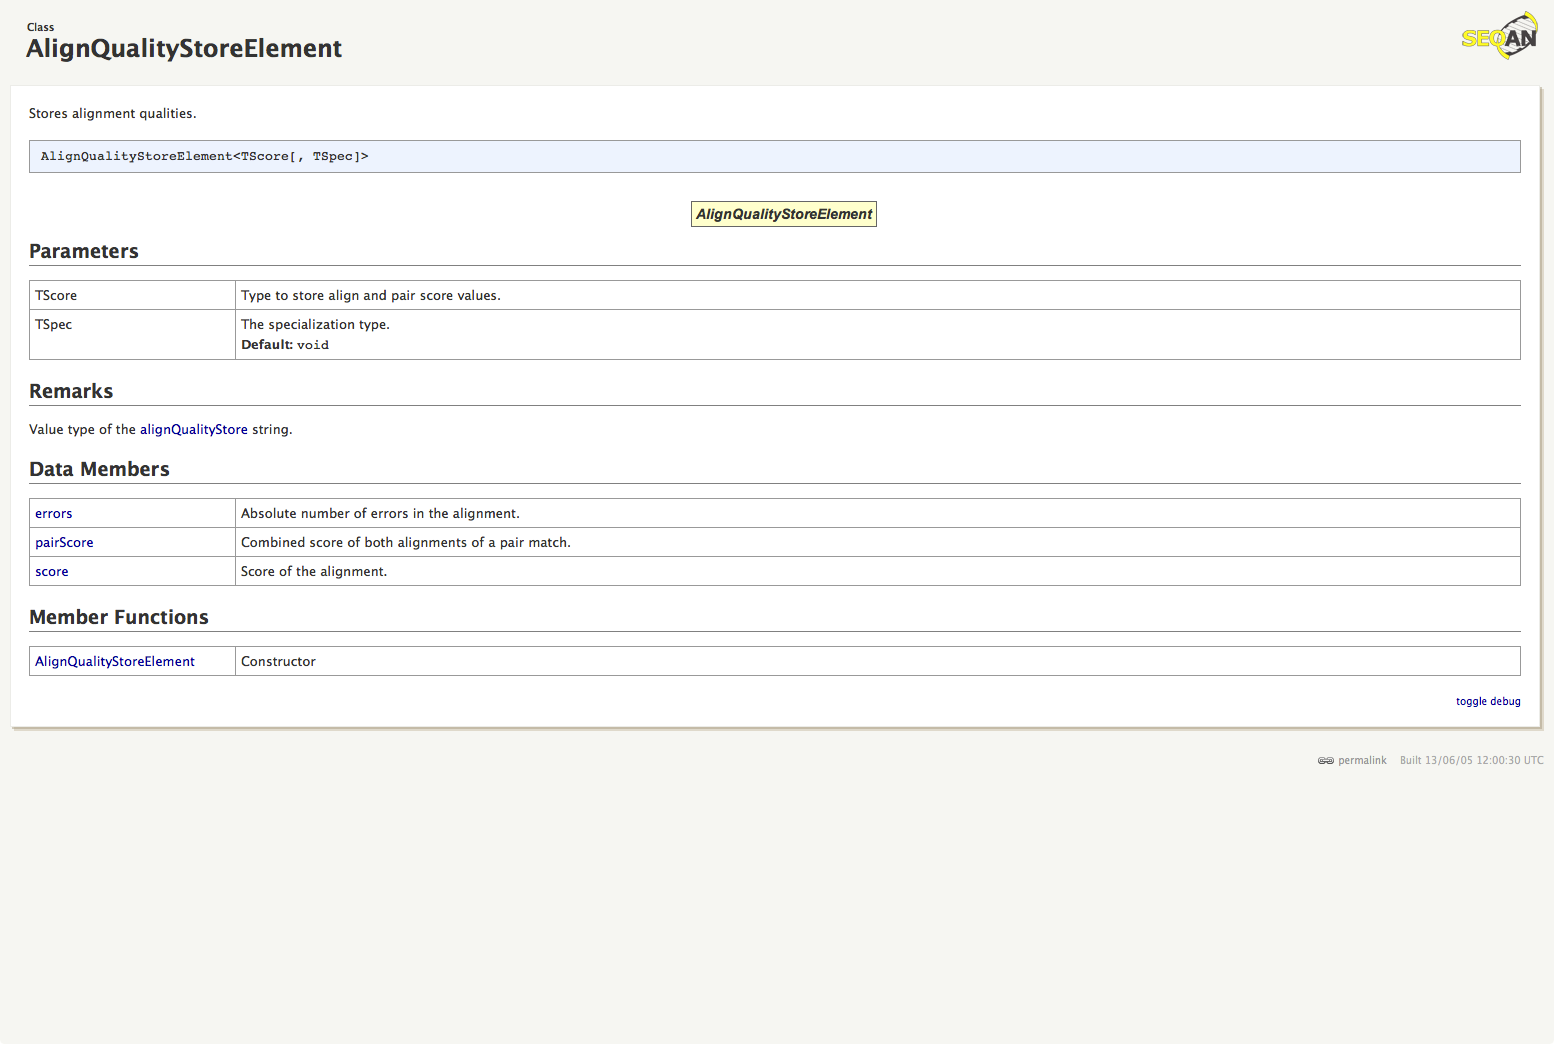 Class
AlignQualityStoreElement
SEQAN
Stores alignment qualities.
AlignQualityStoreElement<TScore[, TSpec]>
AlignQualityStoreElement
Parameters
TScore Type to store align and pair score values.
TSpec The specialization type.
Default: void
Remarks
Value type of the alignQualityStore string.
Data Members
errors Absolute number of errors in the alignment.
pairScore Combined score of both alignments of a pair match.
score Score of the alignment.
Member Functions
AlignQualityStoreElement Constructor
toggle debug
permalink Built 13/06/05 12:00:30 UTC